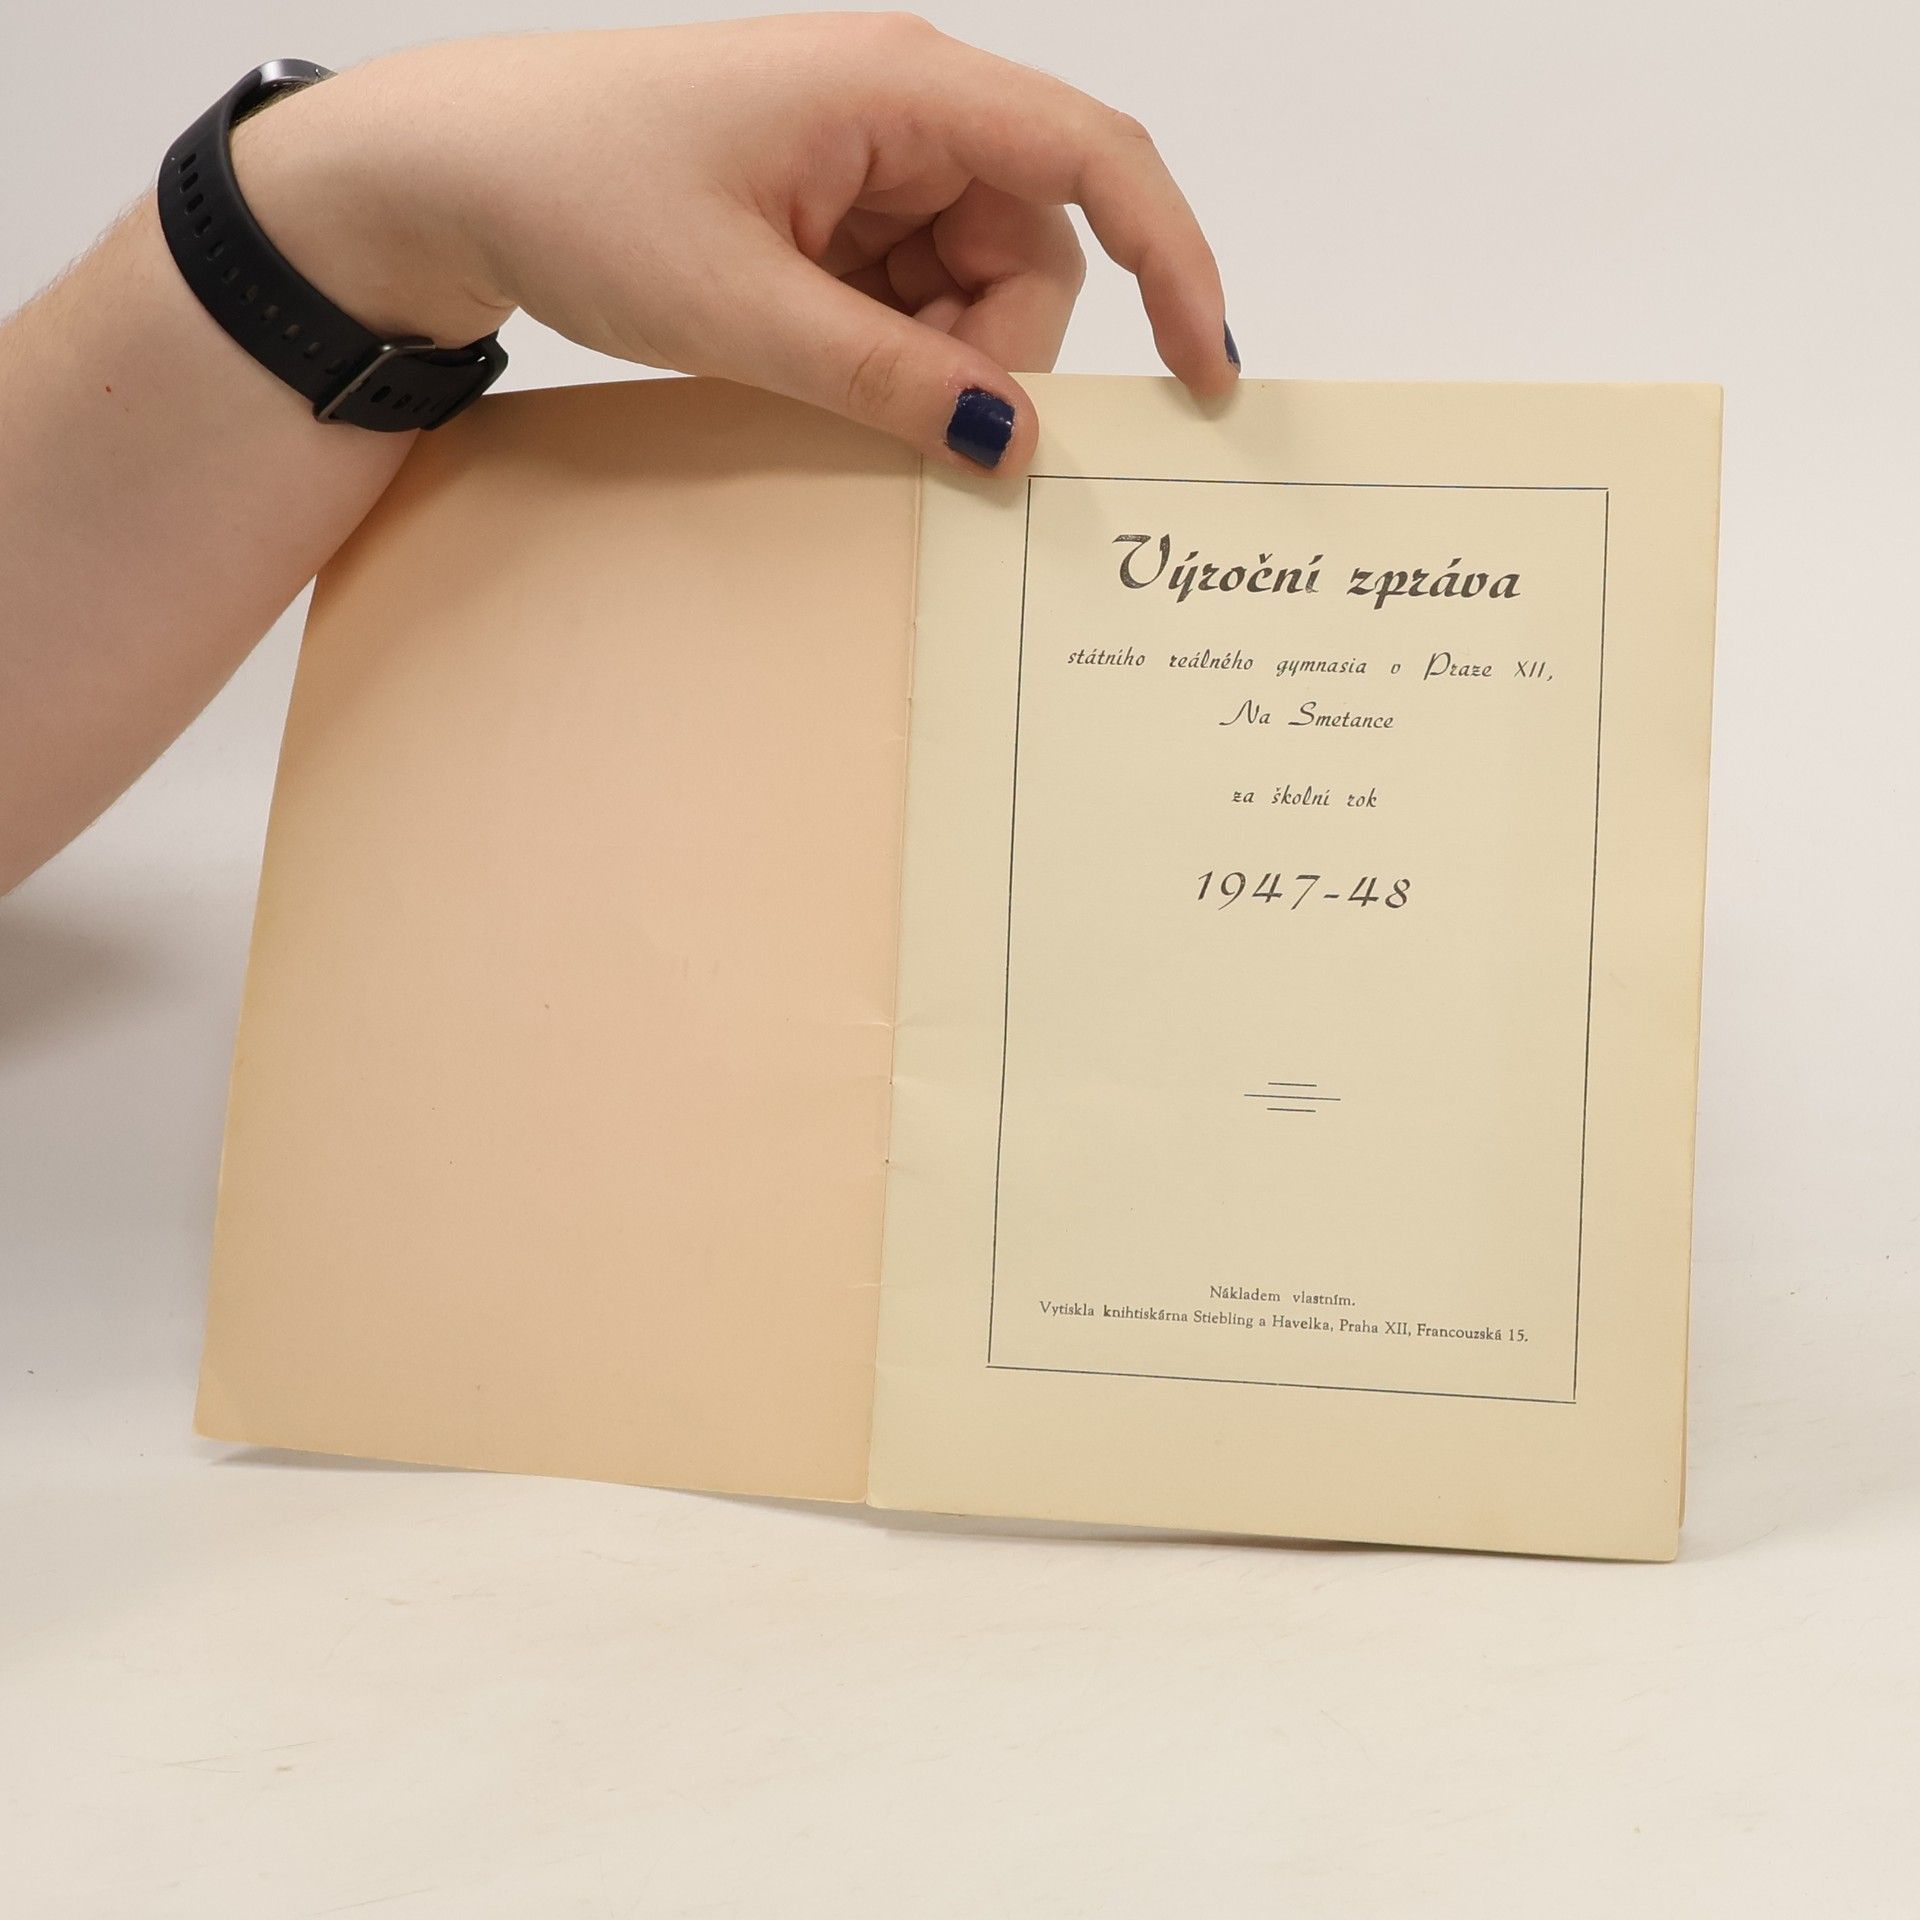 Výroční zpráva
státního reálného gymnasia v Praze XII,
Na Smetance
za školní rok
1947-48
Nákladem vlastním.
Vytiskla knihtiskárna Stiebling a Havelka, Praha XII, Francouzská 15.